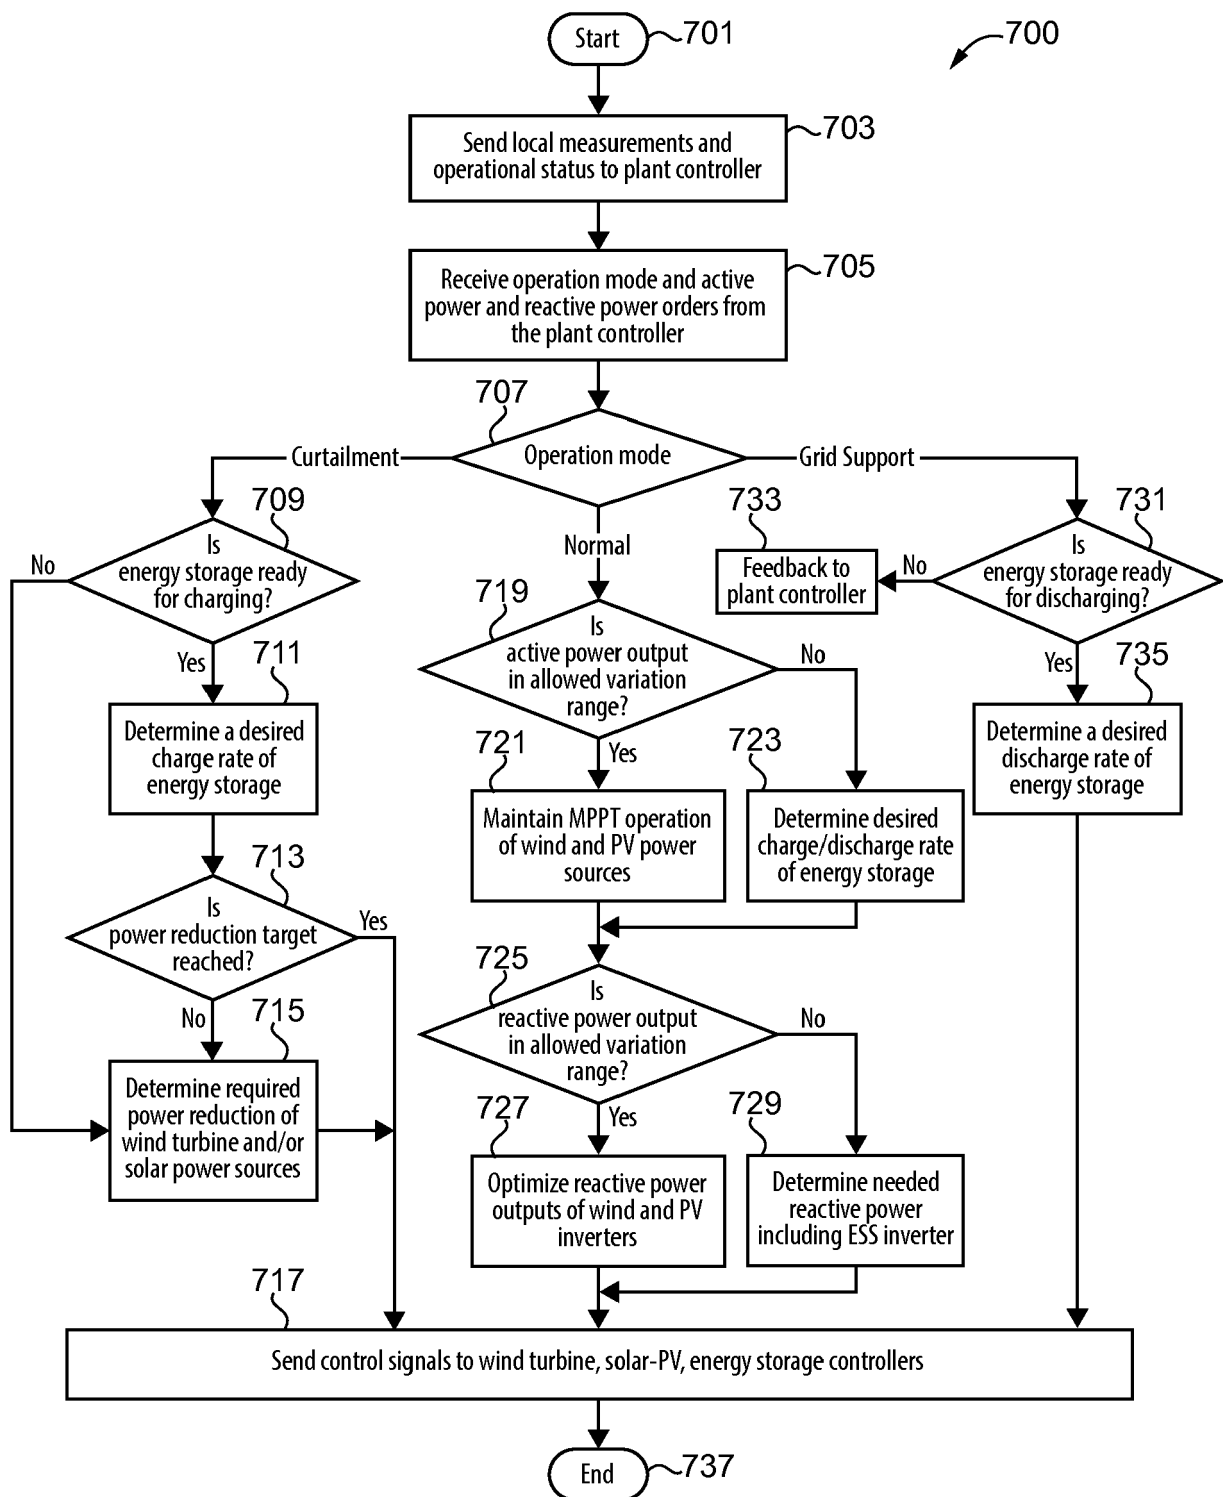 Start
701
700
703
Send local measurements and
operational status to plant controller
705
Receive operation mode and active
power and reactive power orders from
the plant controller
707
Operation mode
Curtailment
Grid Support
Normal
709
Is
energy storage ready
for charging?
No
Yes
733
Feedback to
plant controller
731
Is
energy storage ready
for discharging?
No
Yes
719
Is
active power output
in allowed variation
range?
No
Yes
711
Determine a desired
charge rate of
energy storage
721
Maintain MPPT operation
of wind and PV power
sources
723
Determine desired
charge/discharge rate
of energy storage
735
Determine a desired
discharge rate of
energy storage
713
Is
power reduction target
reached?
Yes
No
725
Is
reactive power output
in allowed variation
range?
No
Yes
715
Determine required
power reduction of
wind turbine and/or
solar power sources
727
Optimize reactive power
outputs of wind and PV
inverters
729
Determine needed
reactive power
including ESS inverter
717
Send control signals to wind turbine, solar-PV, energy storage controllers
End
737